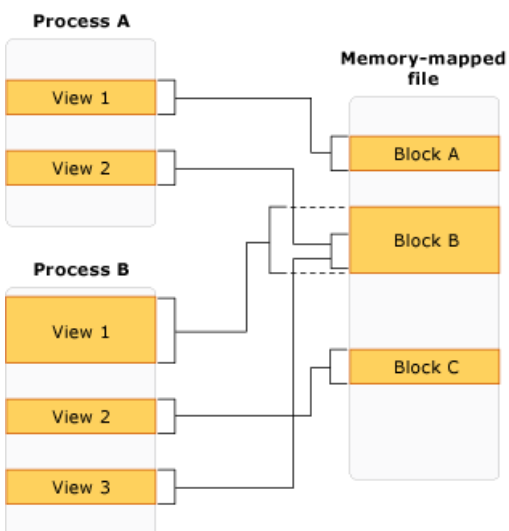 Process A
View 1
View 2
Process B
View 1
View 2
View 3
Memory-mapped
file
Block A
Block B
Block C